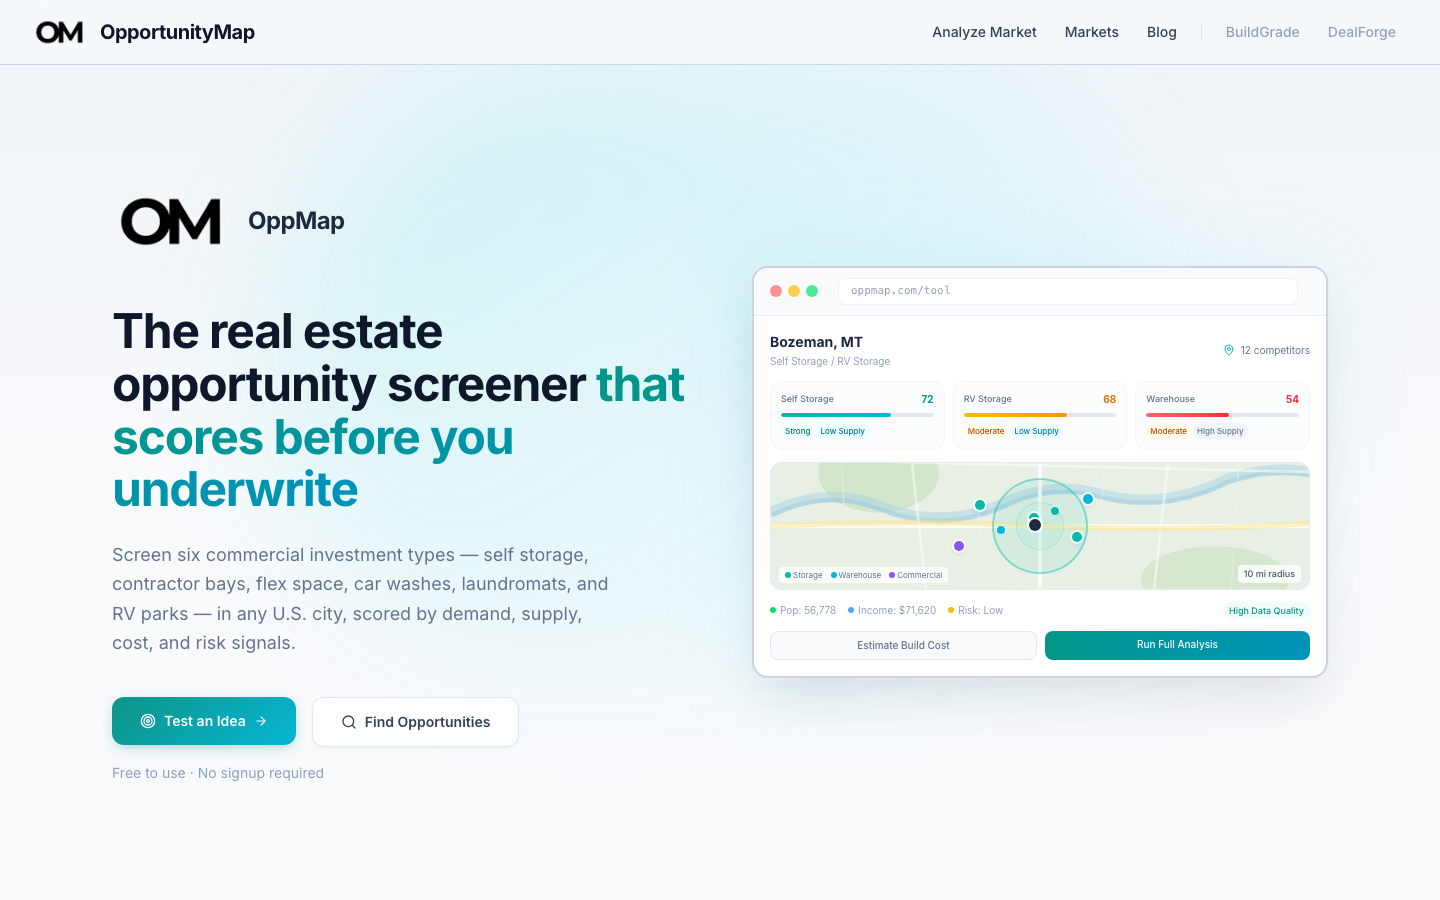 OM OpportunityMap
Analyze Market Markets Blog BuildGrade DealForge
OM OppMap
The real estate
opportunity screener that
scores before you
underwrite
Screen six commercial investment types — self storage,
contractor bays, flex space, car washes, laundromats, and
RV parks — in any U.S. city, scored by demand, supply,
cost, and risk signals.
Test an Idea
Find Opportunities
Free to use · No signup required
oppmap.com/tool
Bozeman, MT
Self Storage / RV Storage
12 competitors
Self Storage 72
Strong Low Supply
RV Storage 68
Moderate Low Supply
Warehouse 54
Moderate High Supply
Storage Warehouse Commercial
10 mi radius
Pop: 56,778 Income: $71,620 Risk: Low
High Data Quality
Estimate Build Cost
Run Full Analysis